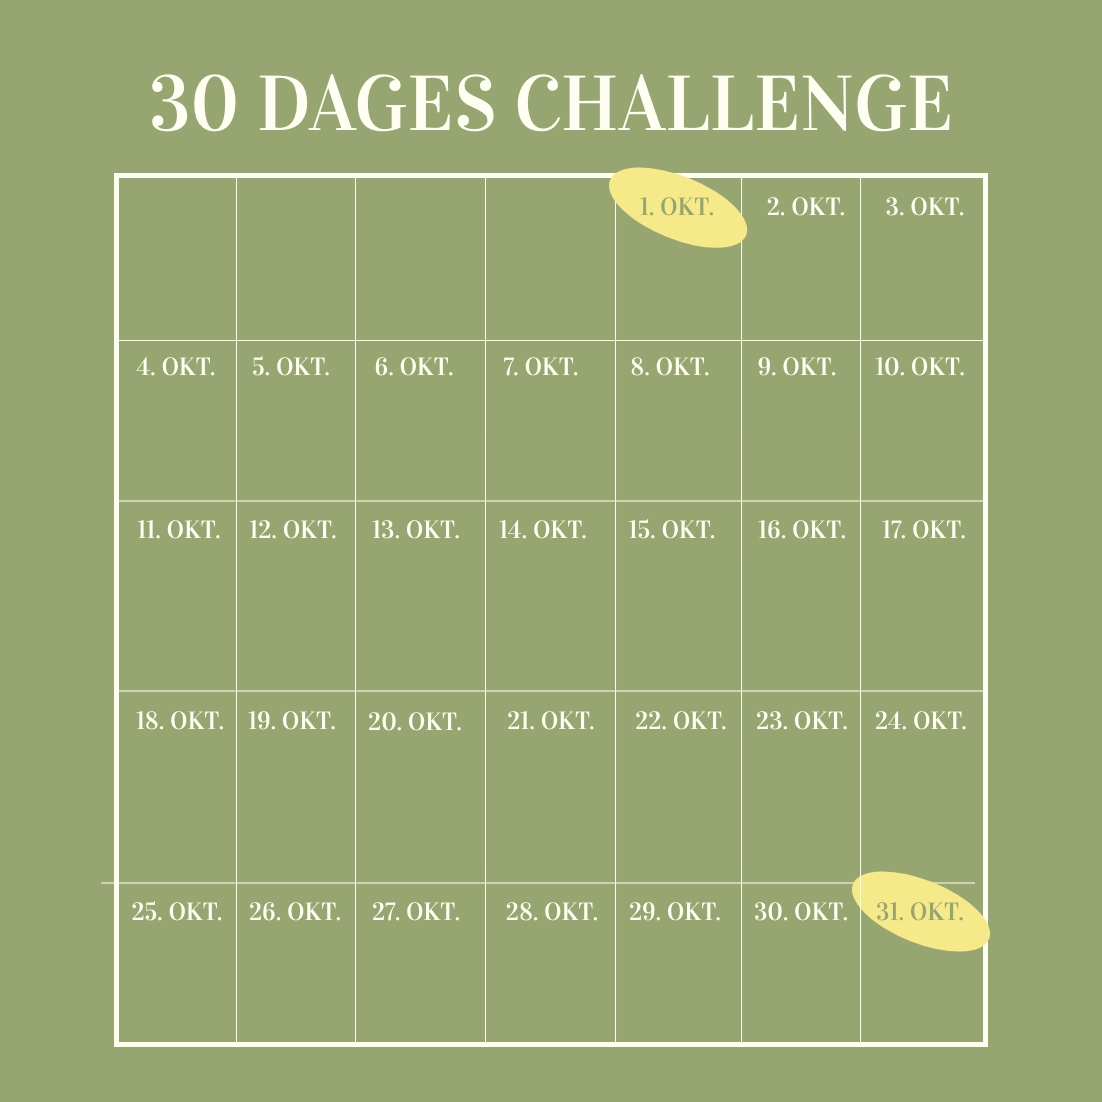 30 DAGES CHALLENGE
1. OKT. 2. OKT. 3. OKT.
4. OKT. 5. OKT. 6. OKT. 7. OKT. 8. OKT. 9. OKT. 10. OKT.
11. OKT. 12. OKT. 13. OKT. 14. OKT. 15. OKT. 16. OKT. 17. OKT.
18. OKT. 19. OKT. 20. OKT. 21. OKT. 22. OKT. 23. OKT. 24. OKT.
25. OKT. 26. OKT. 27. OKT. 28. OKT. 29. OKT. 30. OKT. 31. OKT.